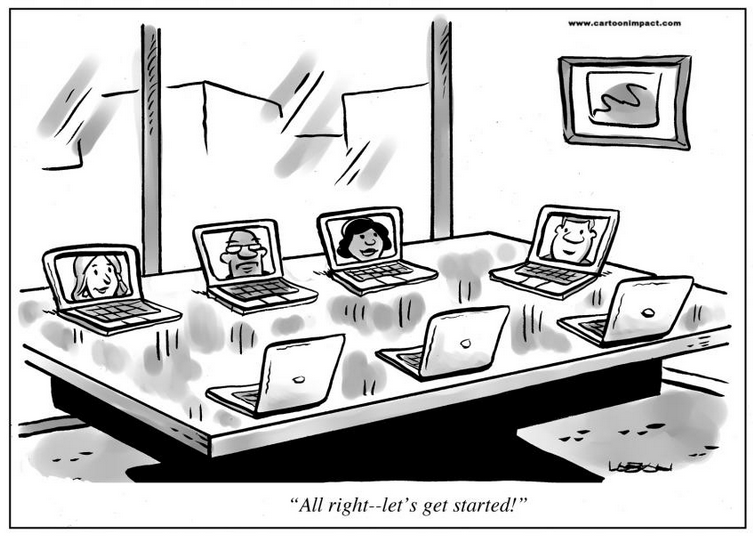 www.cartoonimpact.com
“All right--let’s get started!”